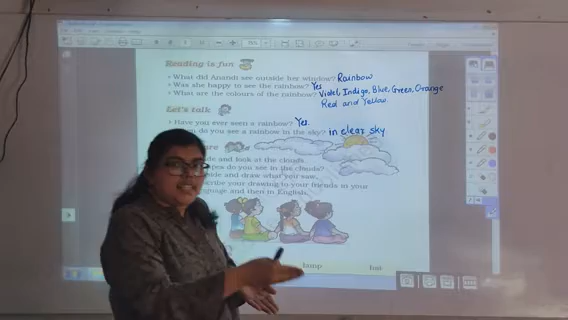 Reading is fun
• What did Anandi see outside her window? Rainbow
• Was she happy to see the rainbow? Yes
• What are the colours of the rainbow? Violet, Indigo, Blue, Green, Orange
Red and Yellow.
Let's talk
• Have you ever seen a rainbow? Yes.
do you see a rainbow in the sky? in clear sky
and look at the clouds.
do you see in the clouds?
and draw what you saw.
your drawing to your friends in your
and then in English.